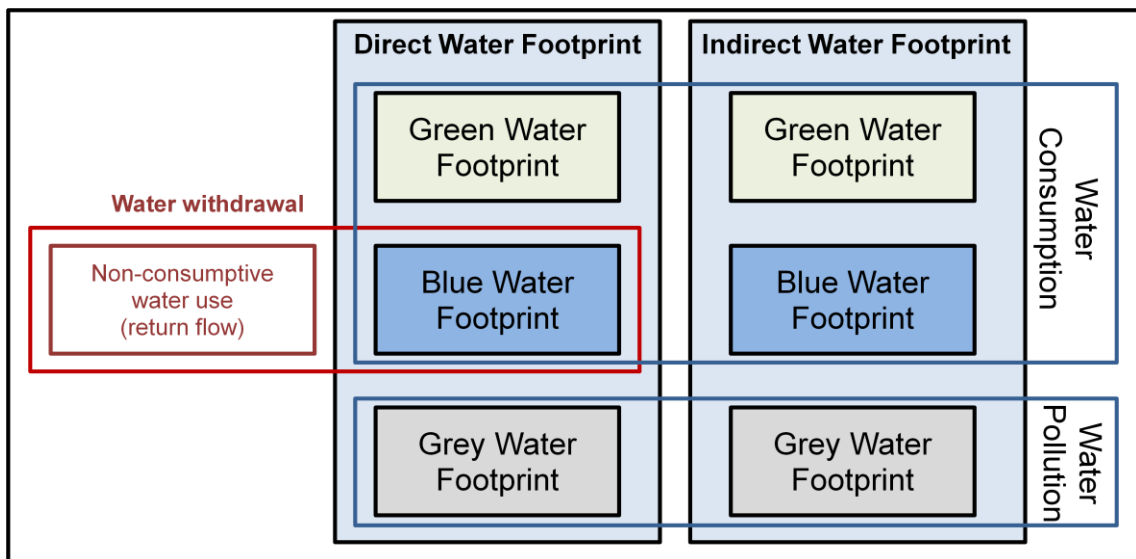 Direct Water Footprint
Indirect Water Footprint
Green Water
Footprint
Green Water
Footprint
Water
Consumption
Water withdrawal
Non-consumptive
water use
(return flow)
Blue Water
Footprint
Blue Water
Footprint
Grey Water
Footprint
Grey Water
Footprint
Water
Pollution